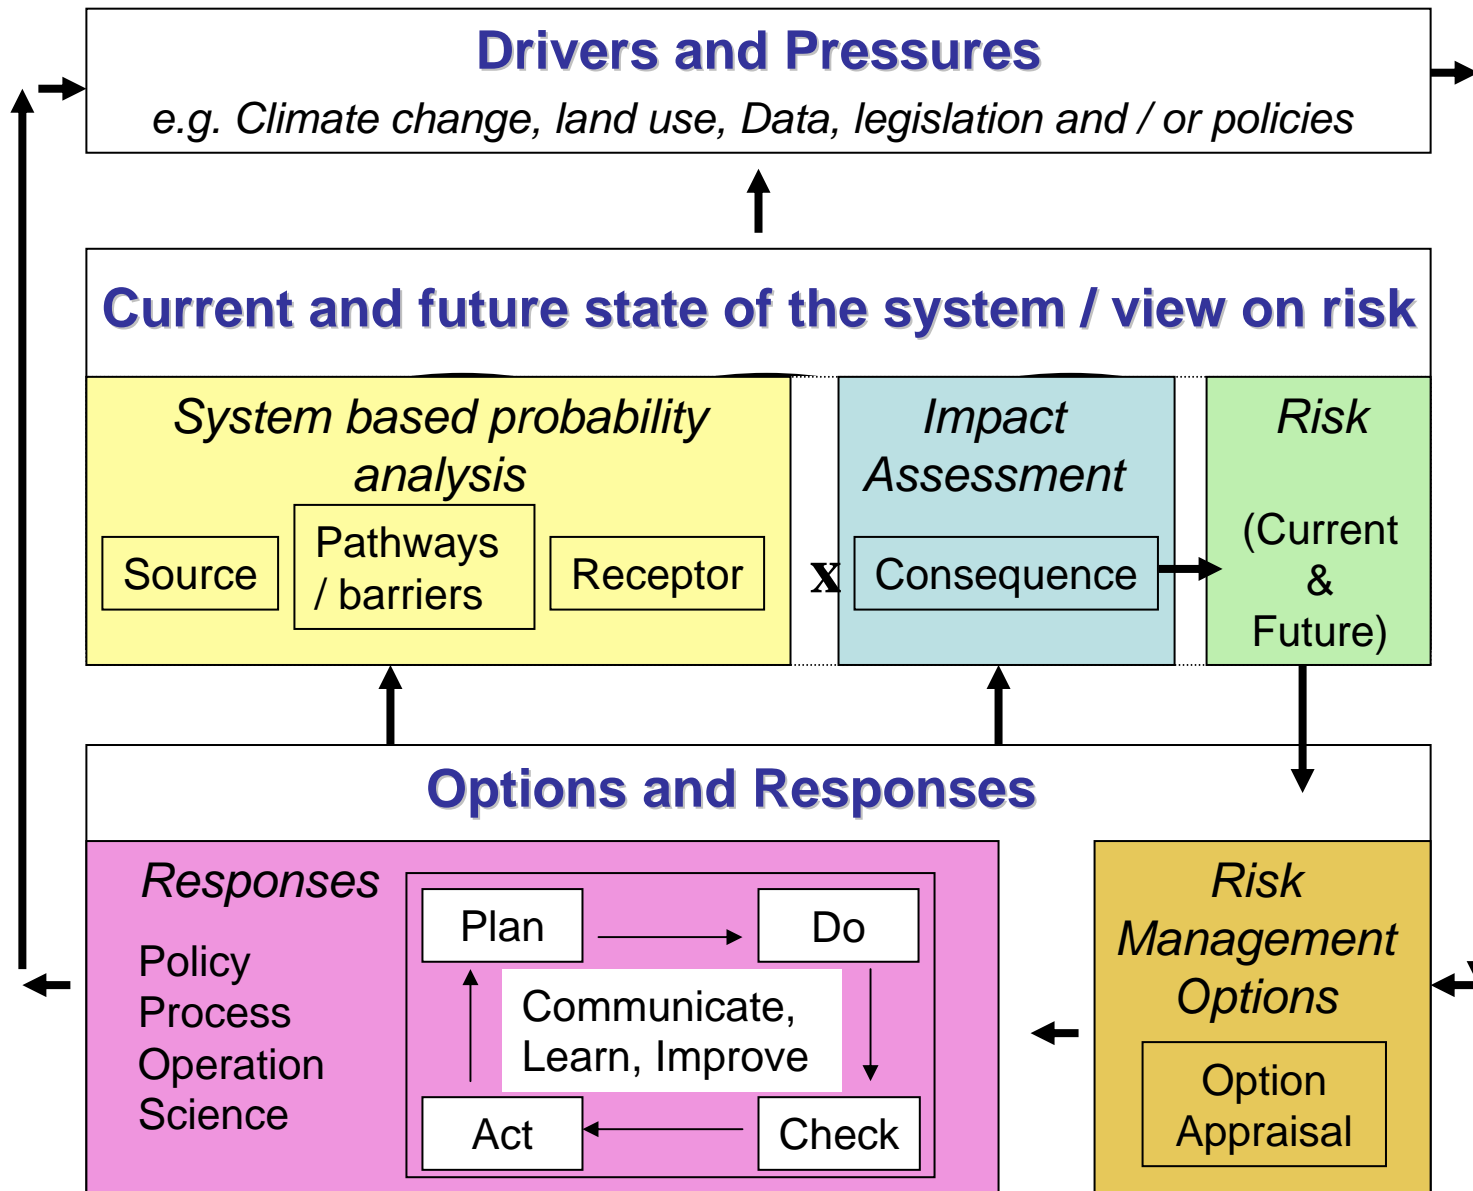 Drivers and Pressures
e.g. Climate change, land use, Data, legislation and / or policies
Current and future state of the system / view on risk
System based probability
analysis
Source
Pathways
/ barriers
Receptor
x
Impact
Assessment
Consequence
Risk
(Current
&
Future)
Options and Responses
Responses
Policy
Process
Operation
Science
Plan
Do
Communicate,
Learn, Improve
Act
Check
Risk
Management
Options
Option
Appraisal